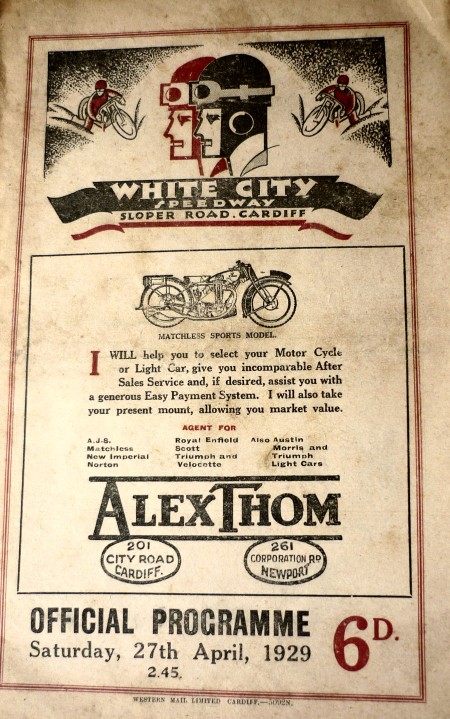 WHITE CITY
SPEEDWAY
SLOPER ROAD. CARDIFF
MATCHLESS SPORTS MODEL.
I WILL help you to select your Motor Cycle
or Light Car, give you incomparable After
Sales Service and, if desired, assist you with
a generous Easy Payment System. I will also take
your present mount, allowing you market value.
AGENT FOR
A.J.S. Royal Enfield Also Austin
Matchless Scott Morris and
New Imperial Triumph and Triumph
Norton Velocette Light Cars
ALEX THOM
201 261
CITY ROAD CORPORATION RD
CARDIFF. NEWPORT
OFFICIAL PROGRAMME 6D.
Saturday, 27th April, 1929
2.45.
WESTERN MAIL LIMITED CARDIFF.—5092N.